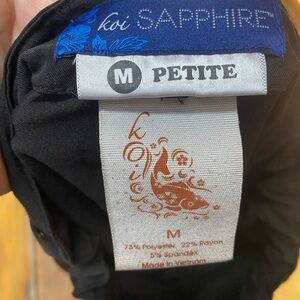 koi SAPPHIRE™
M PETITE
koi
M
73% Polyester, 22% Rayon
5% Spandex
Made in Vietnam